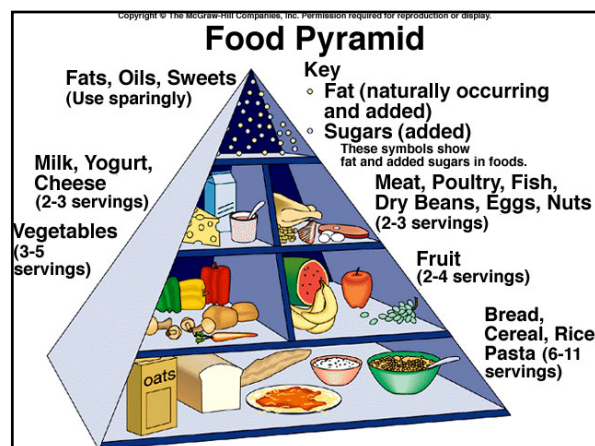 Copyright © The McGraw-Hill Companies, Inc. Permission required for reproduction or display.
Food Pyramid
Fats, Oils, Sweets
(Use sparingly)
Key
Fat (naturally occurring
and added)
Sugars (added)
These symbols show
fat and added sugars in foods.
Milk, Yogurt,
Cheese
(2-3 servings)
Meat, Poultry, Fish,
Dry Beans, Eggs, Nuts
(2-3 servings)
Vegetables
(3-5
servings)
Fruit
(2-4 servings)
Bread,
Cereal, Rice
Pasta (6-11
servings)
oats